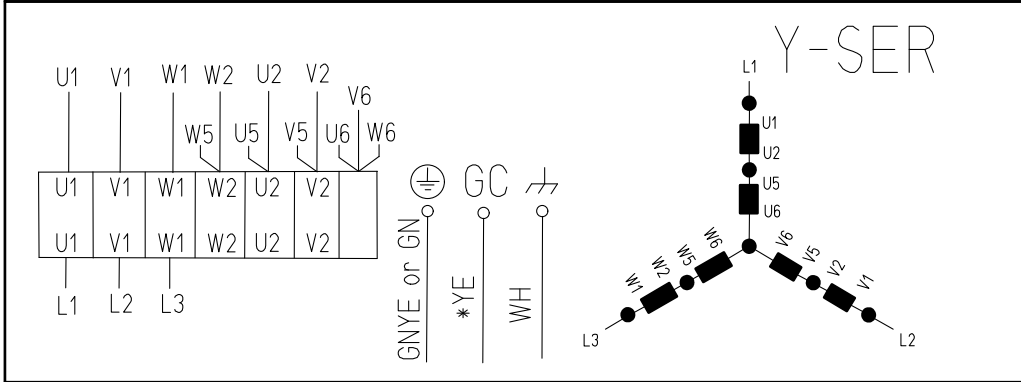 Y-SER
U1 V1 W1 W2 U2 V2 V6
W5 U5 V5 U6 W6
U1 V1 W1 W2 U2 V2
U1 V1 W1 W2 U2 V2
L1 L2 L3
GC
GNYE or GN
*YE
WH
L1
U1
U2
U5
U6
W1 W2 W5 W6
V6 V5 V2 V1
L3
L2